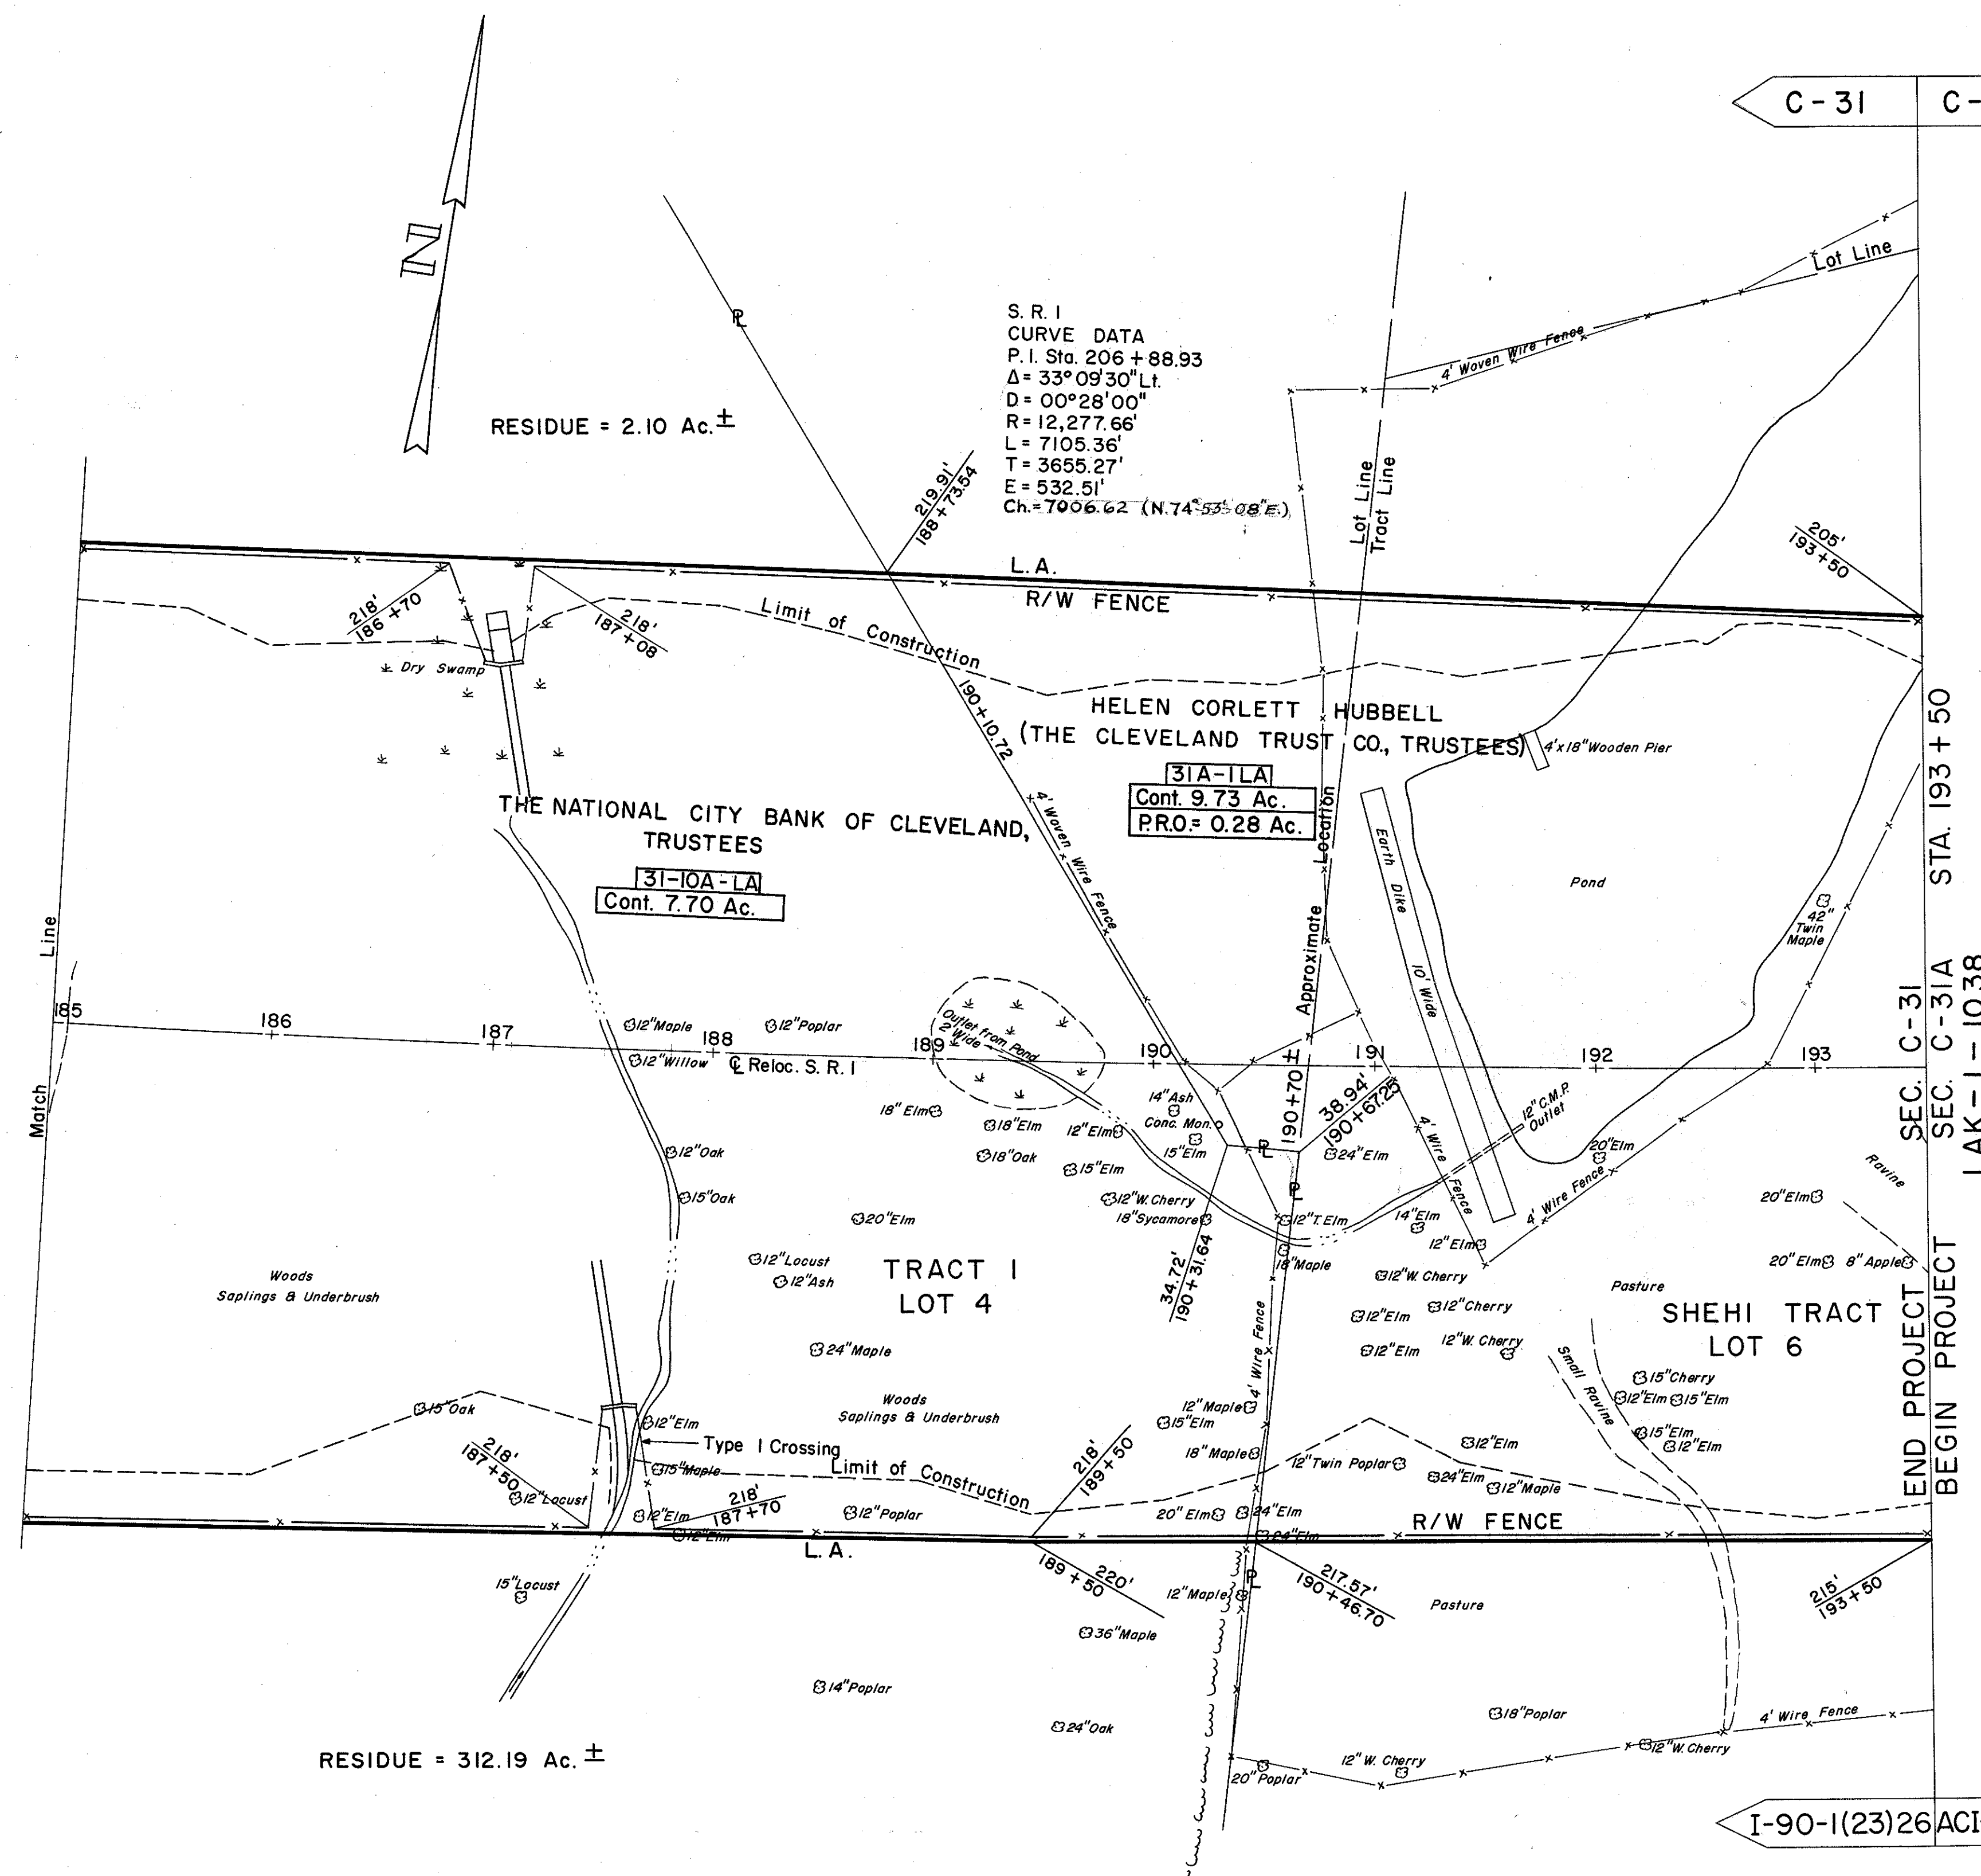 C-31
C-
N
S. R. I
CURVE DATA
P. I. Sta. 206 + 88.93
Δ = 33° 09' 30" Lt.
D = 00° 28' 00"
R = 12,277.66'
L = 7105.36'
T = 3655.27'
E = 532.51'
Ch. = 7006.62 (N. 74° 53' 08" E.)
RESIDUE = 2.10 Ac. ±
PL
219.91'
188+73.54
Lot Line
4' Woven Wire Fence
Lot Line
Tract Line
205'
193+50
L. A.
R/W FENCE
218'
186+70
218'
187+08
Limit of Construction
Dry Swamp
190+10.72
HELEN CORLETT HUBBELL
(THE CLEVELAND TRUST CO., TRUSTEES)
31A-1LA
Cont. 9.73 Ac.
P.R.O. = 0.28 Ac.
4' x 18" Wooden Pier
THE NATIONAL CITY BANK OF CLEVELAND,
TRUSTEES
31-10A-LA
Cont. 7.70 Ac.
4' Woven Wire Fence
Approximate Location
Earth Dike
10' Wide
Pond
42"
Twin
Maple
STA. 193 + 50
SEC. C-31
SEC. C-31A
LAK-1-10.38
END PROJECT
BEGIN PROJECT
Match Line
185
186
187
188
189
190
191
192
193
12" Maple
12" Poplar
12" Willow
CL Reloc. S. R. I
Outlet from Pond
2' Wide
190+70 ±
38.94'
190+67.25
12" C.M.P.
Outlet
18" Elm
18" Elm
12" Elm
14" Ash
Conc. Mon.
15" Elm
PL
24" Elm
4' Wire Fence
20" Elm
Ravine
12" Oak
18" Oak
15" Elm
15" Oak
12" W. Cherry
18" Sycamore
PL
12" T. Elm
14" Elm
12" Elm
4' Wire Fence
20" Elm
20" Elm
12" Locust
12" Ash
TRACT I
LOT 4
34.72'
190+31.64
18" Maple
12" W. Cherry
20" Elm
8" Apple
Woods
Saplings & Underbrush
Pasture
SHEHI TRACT
LOT 6
12" Elm
12" Cherry
12" Elm
12" W. Cherry
24" Maple
4' Wire Fence
Small Ravine
15" Cherry
12" Elm
15" Elm
15" Oak
Woods
Saplings & Underbrush
12" Maple
15" Elm
15" Elm
12" Elm
12" Elm
Type I Crossing
218'
187+50
15" Maple
Limit of Construction
218'
189+50
18" Maple
12" Twin Poplar
12" Elm
24" Elm
12" Maple
12" Locust
218'
187+70
12" Elm
12" Elm
12" Poplar
20" Elm
24" Elm
24" Elm
R/W FENCE
L. A.
15" Locust
220'
189 + 50
12" Maple
PL
217.57'
190+46.70
Pasture
215'
193+50
36" Maple
14" Poplar
24" Oak
18" Poplar
4' Wire Fence
12" W. Cherry
RESIDUE = 312.19 Ac. ±
20" Poplar
12" W. Cherry
I-90-1(23)26
ACI-